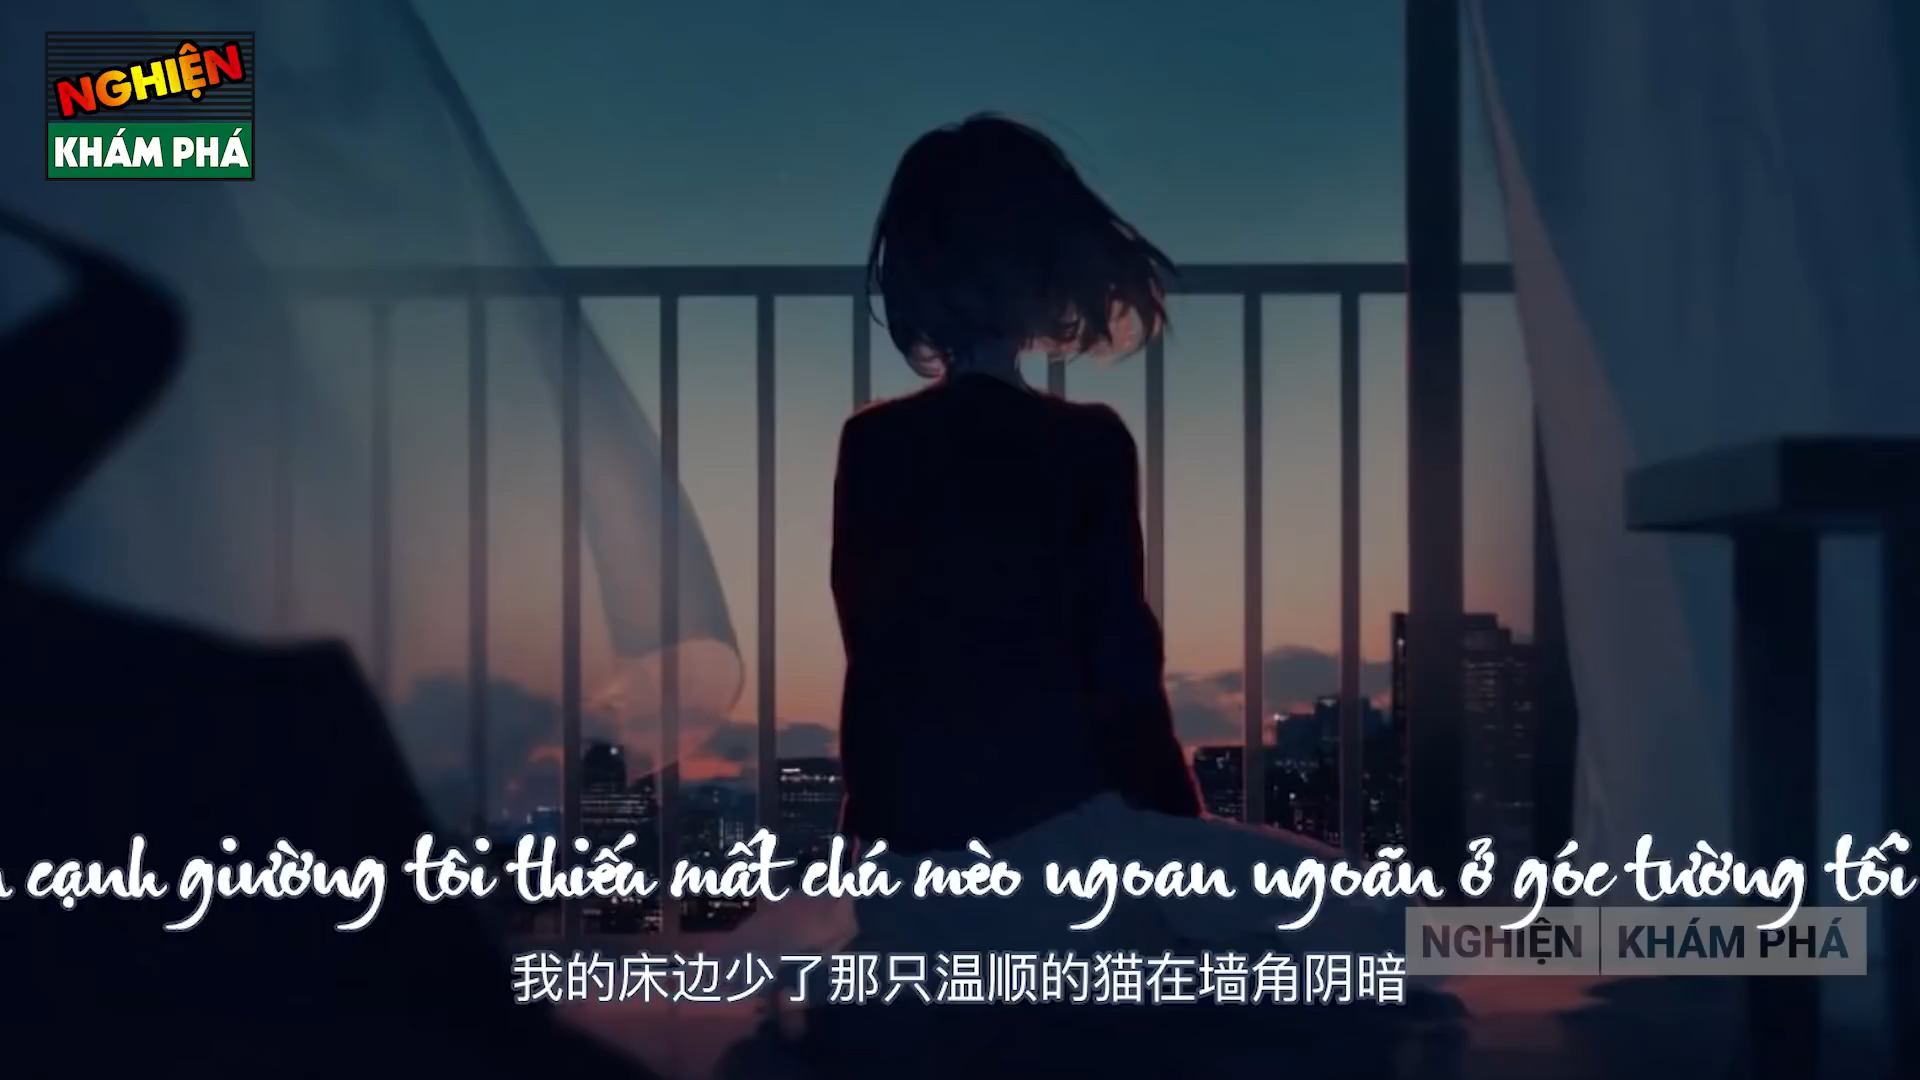 NGHIỆN
KHÁM PHÁ
cạnh giường tôi thiếu mất chú mèo ngoan ngoãn ở góc tường tối
NGHIỆN KHÁM PHÁ
我的床边少了那只温顺的猫在墙角阴暗